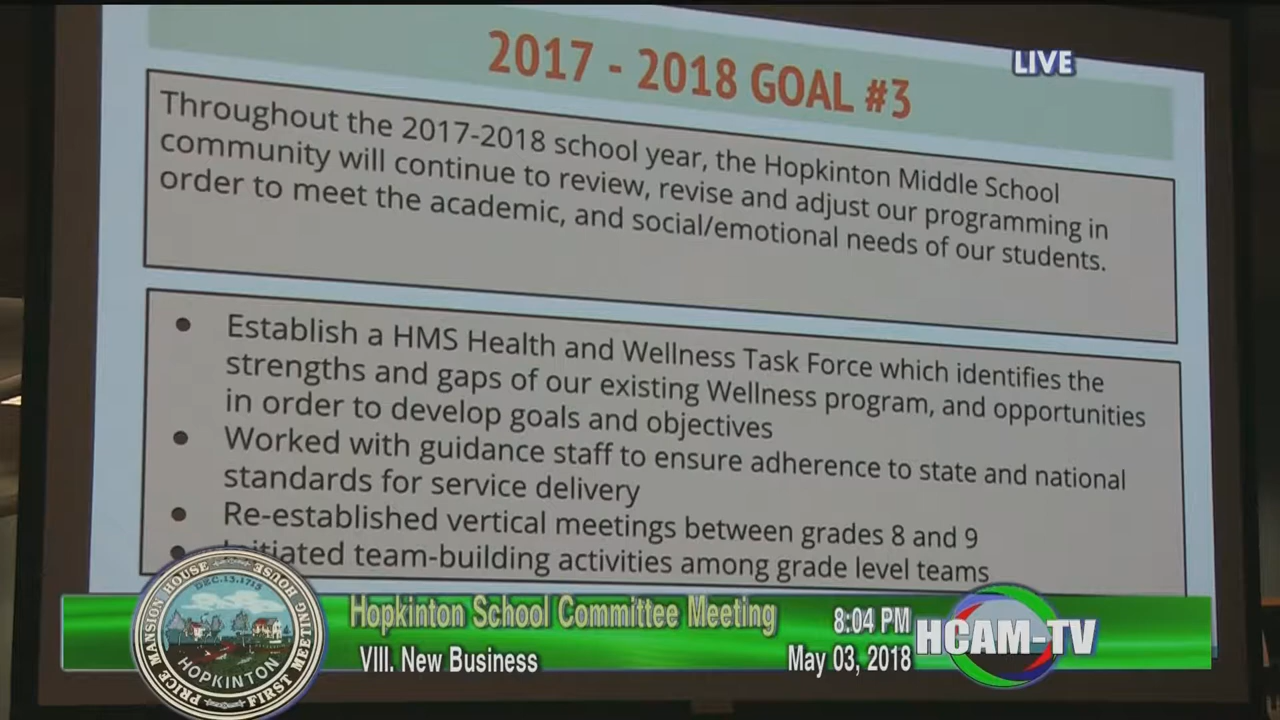 2017 - 2018 GOAL #3
LIVE
Throughout the 2017-2018 school year, the Hopkinton Middle School
community will continue to review, revise and adjust our programming in
order to meet the academic, and social/emotional needs of our students.
● Establish a HMS Health and Wellness Task Force which identifies the
strengths and gaps of our existing Wellness program, and opportunities
in order to develop goals and objectives
● Worked with guidance staff to ensure adherence to state and national
standards for service delivery
● Re-established vertical meetings between grades 8 and 9
● Initiated team-building activities among grade level teams
Hopkinton School Committee Meeting
8:04 PM
HCAM-TV
VIII. New Business
May 03, 2018
PRICE MANSION HOUSE HOUSE MEETING FIRST
DEC.13.1715
HOPKINTON